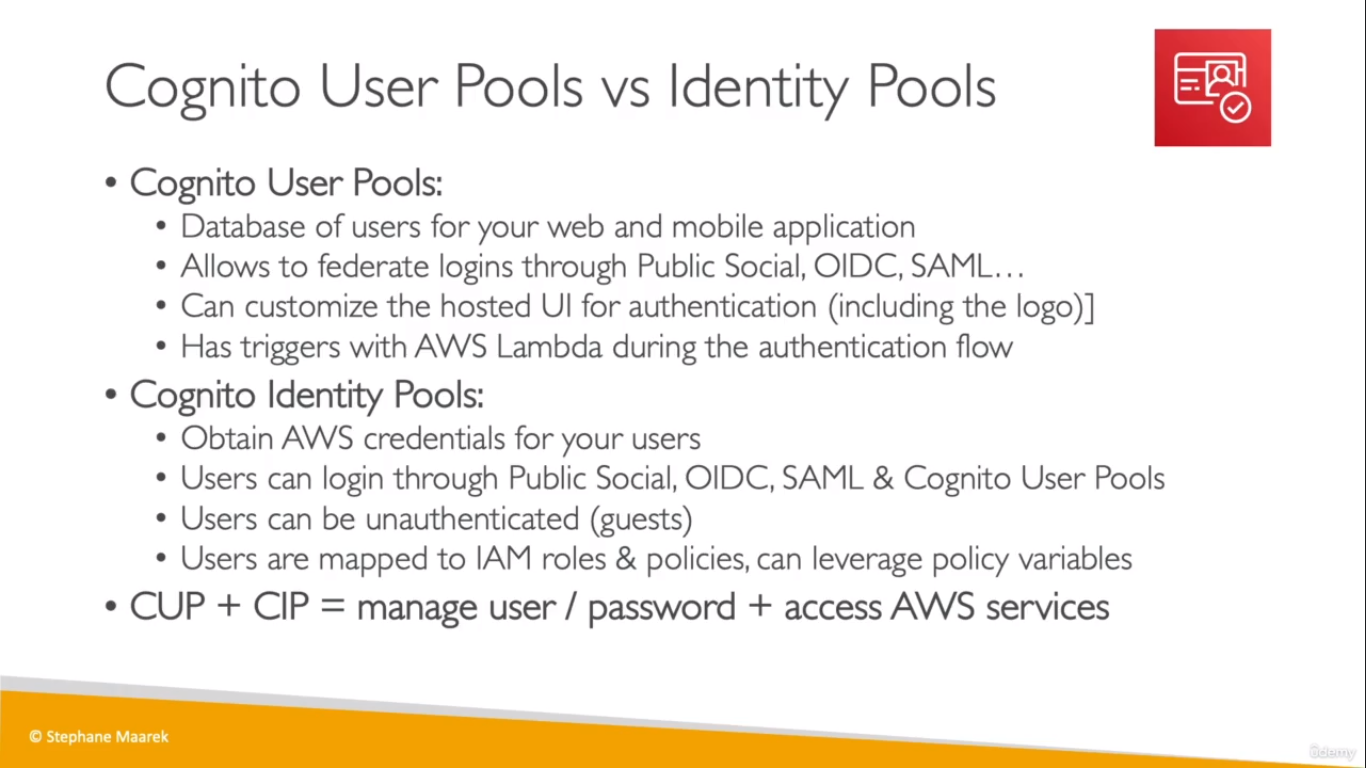 Cognito User Pools vs Identity Pools
• Cognito User Pools:
• Database of users for your web and mobile application
• Allows to federate logins through Public Social, OIDC, SAML…
• Can customize the hosted UI for authentication (including the logo)]
• Has triggers with AWS Lambda during the authentication flow
• Cognito Identity Pools:
• Obtain AWS credentials for your users
• Users can login through Public Social, OIDC, SAML & Cognito User Pools
• Users can be unauthenticated (guests)
• Users are mapped to IAM roles & policies, can leverage policy variables
• CUP + CIP = manage user / password + access AWS services
© Stephane Maarek
ûdemy